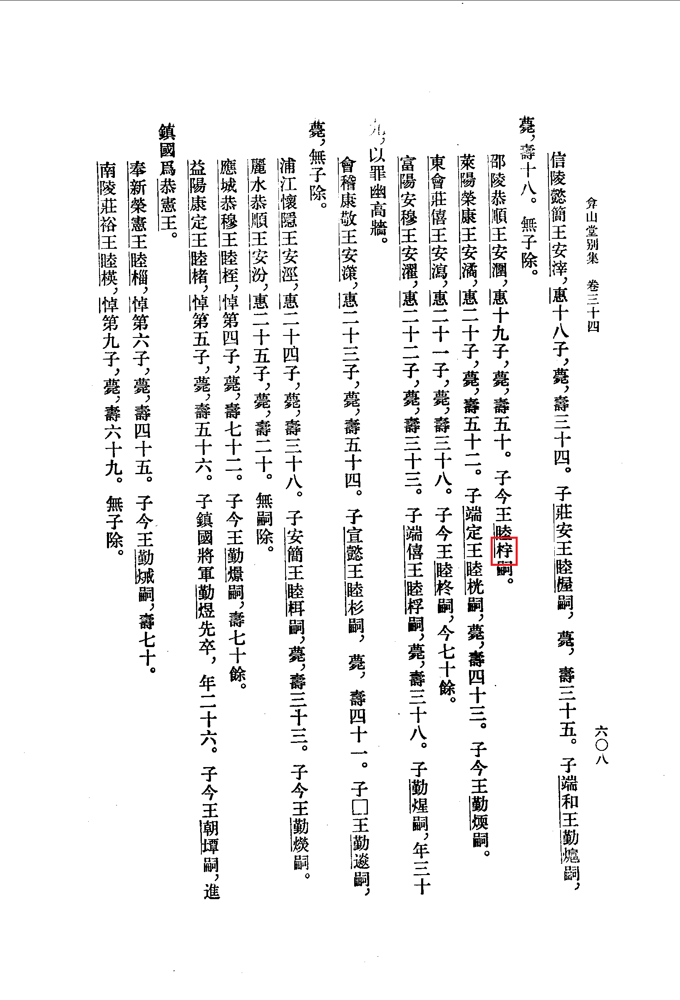 弇山堂别集　卷三十四
六〇八
信陵懿簡王安滓，惠十八子，薨，壽三十四。子莊安王睦楃嗣，薨，壽三十五。子端和王勤熩嗣，
薨，壽十八。無子除。
邵陵恭順王安㵐，惠十九子，薨，壽五十。子今王睦㭔嗣。
萊陽榮康王安潏，惠二十子，薨，壽五十二。子端定王睦桄嗣，薨，壽四十三。子今王勤煗嗣。
東會莊僖王安瀉，惠二十一子，薨，壽三十八。子今王睦柊嗣，今七十餘。
富陽安穆王安濯，惠二十二子，薨，壽三十三。子端僖王睦桴嗣，薨，壽三十八。子勤煋嗣，年三十
九，以罪幽高牆。
會稽康敬王安濼，惠二十三子，薨，壽五十四。子宣懿王睦杉嗣，薨，壽四十一。子□王勤嗣，
薨，無子除。
浦江懷隱王安涇，惠二十四子，薨，壽三十八。子安簡王睦栮嗣，薨，壽三十三。子今王勤嗣。
麗水恭順王安汾，惠二十五子，薨，壽二十。無嗣除。
應城恭穆王睦桎，悼第四子，薨，壽七十二。子今王勤嗣，壽七十餘。
益陽康定王睦楮，悼第五子，薨，壽五十六。子鎮國將軍勤煜先卒，年二十六。子今王朝墰嗣，進
鎮國爲恭憲王。
奉新榮憲王睦椔，悼第六子，薨，壽四十五。子今王勤嗣，壽七十。
南陵莊裕王睦楧，悼第九子，薨，壽六十九。無子除。